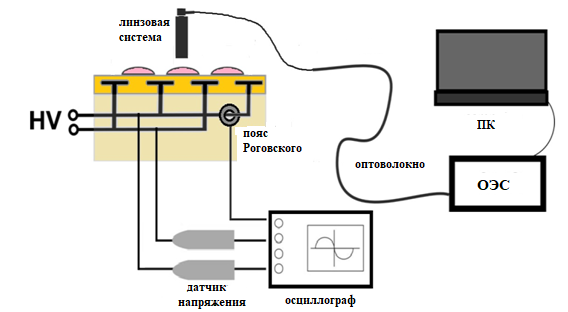 линзовая
система
HV
пояс
Роговского
оптоволокно
ПК
ОЭС
датчик
напряжения
осциллограф